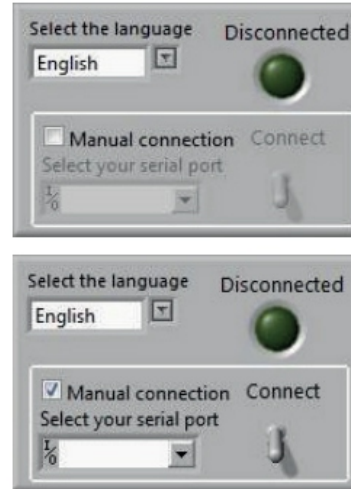 Select the language
Disconnected
English
Manual connection
Connect
Select your serial port
I/O
Select the language
Disconnected
English
Manual connection
Connect
Select your serial port
I/O